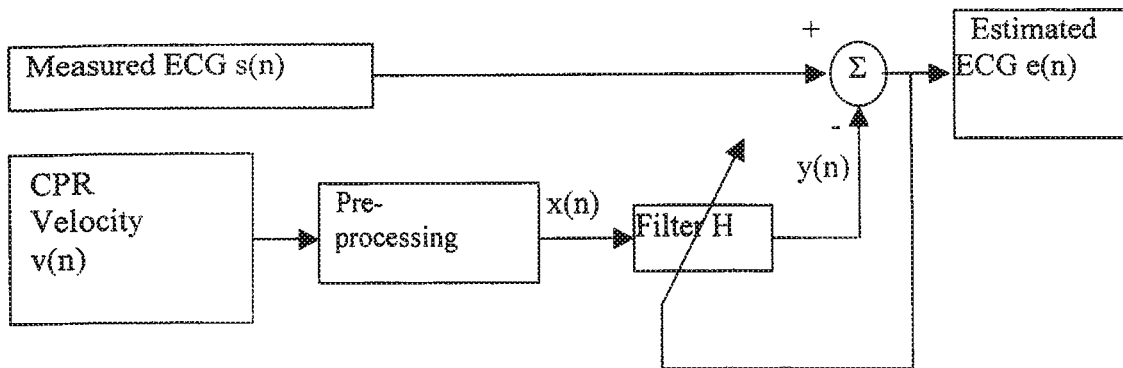 Measured ECG s(n)
+
Σ
Estimated
ECG e(n)
-
y(n)
CPR
Velocity
v(n)
Pre-
processing
x(n)
Filter H